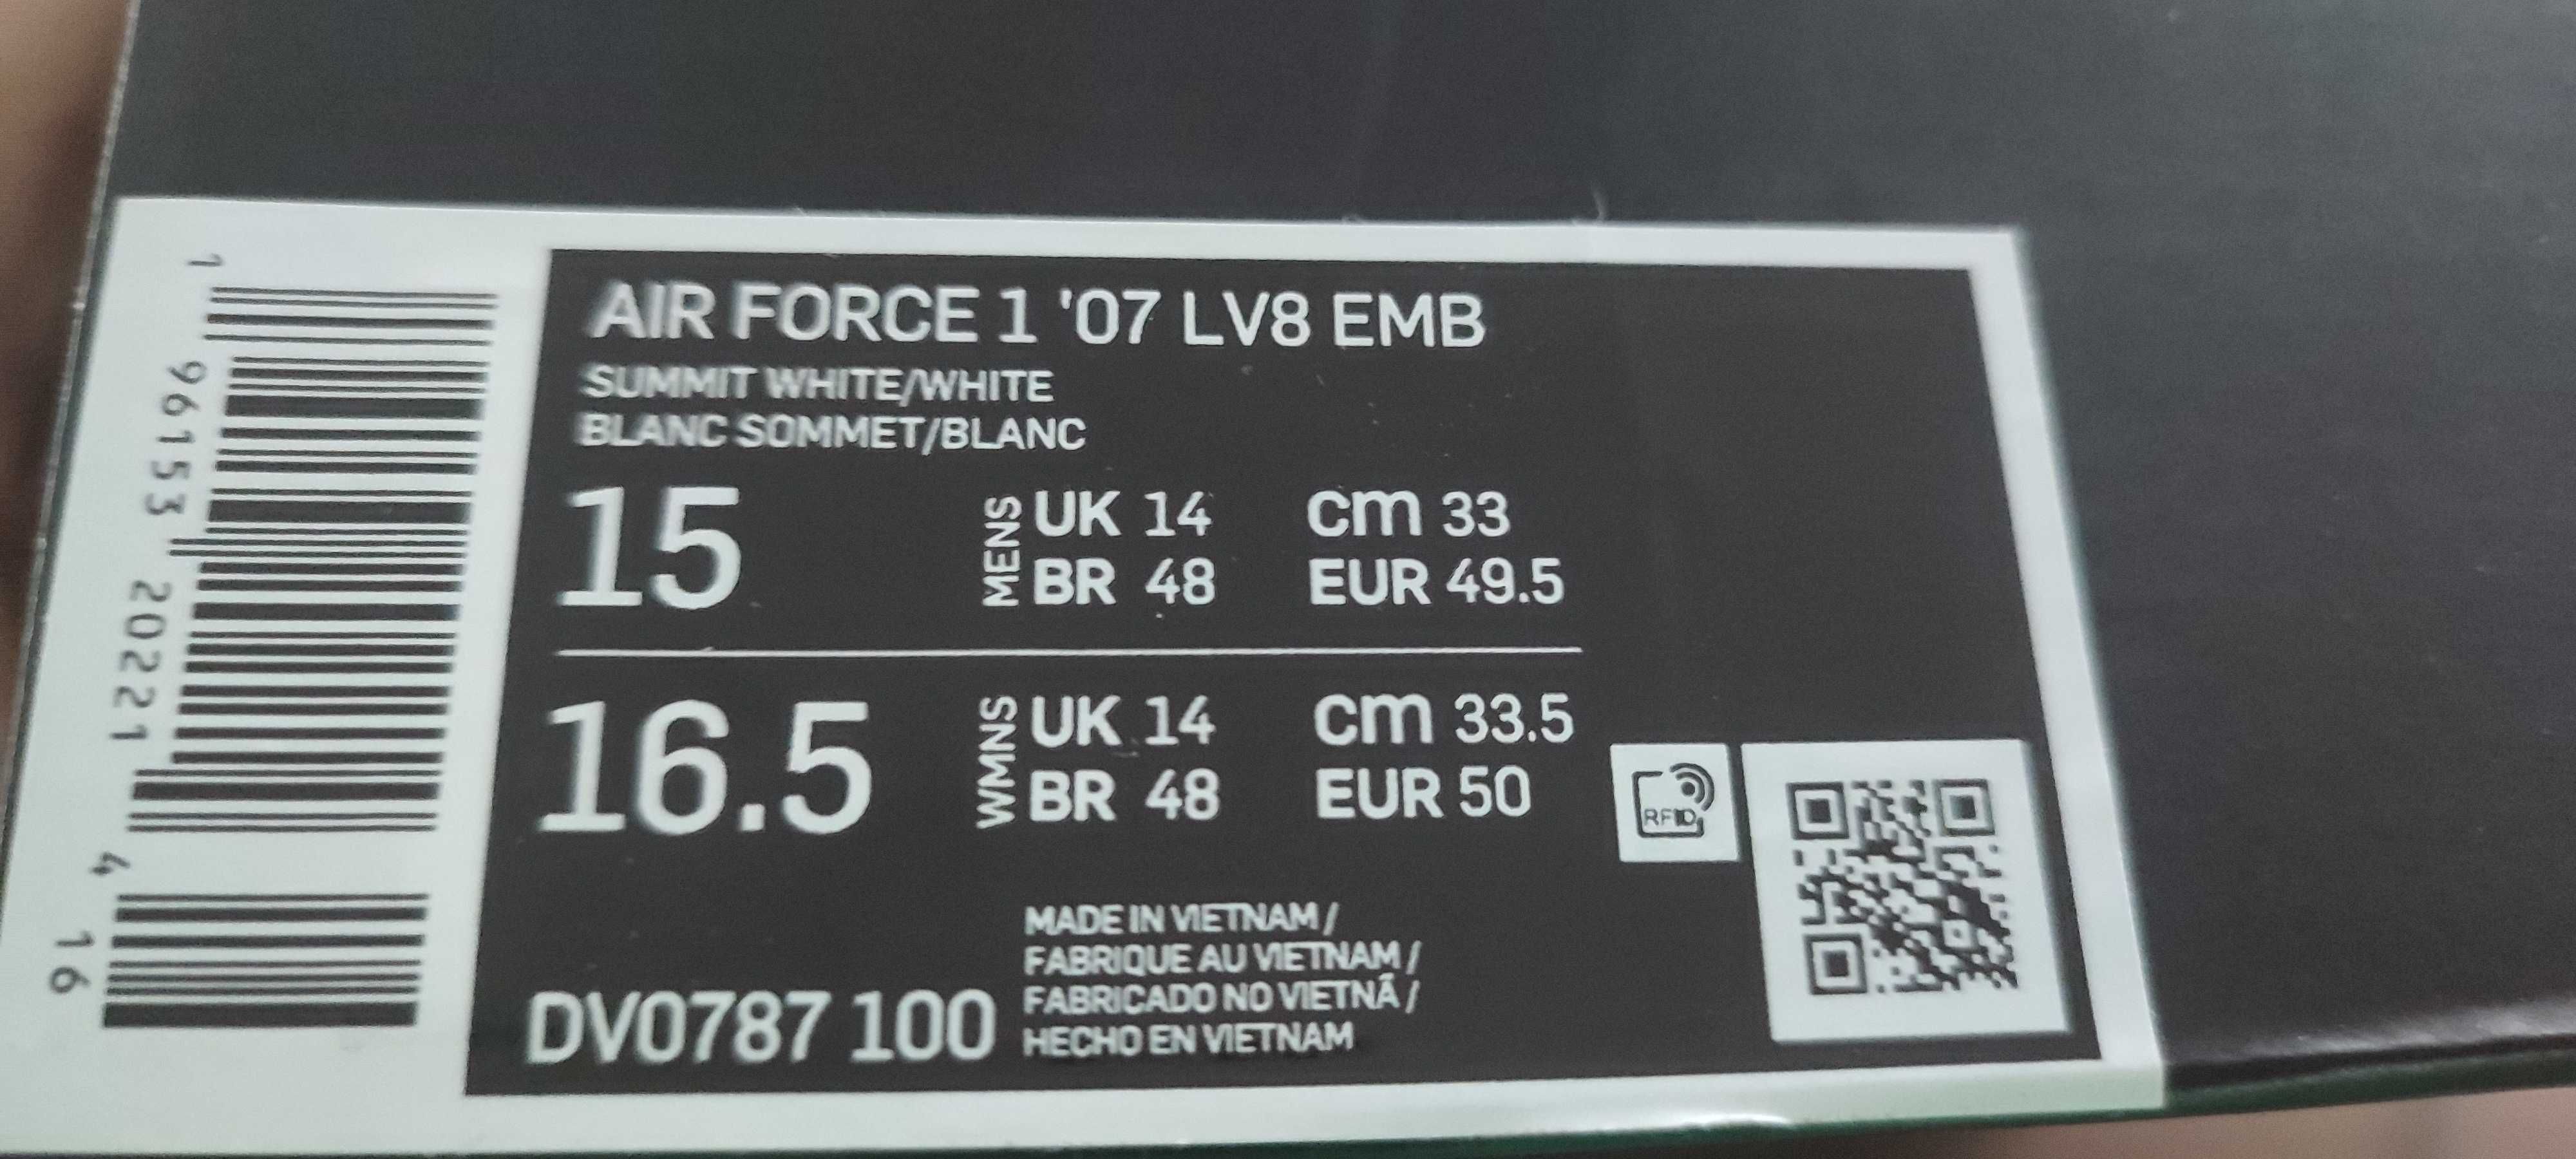 AIR FORCE 1 '07 LV8 EMB
SUMMIT WHITE/WHITE
BLANC SOMMET/BLANC
15
MENS
UK 14 cm 33
BR 48 EUR 49.5
16.5
WMNS
UK 14 cm 33.5
BR 48 EUR 50
RFID
DV0787 100
MADE IN VIETNAM /
FABRIQUE AU VIETNAM /
FABRICADO NO VIETNÃ /
HECHO EN VIETNAM
1 96153 20221 4 16